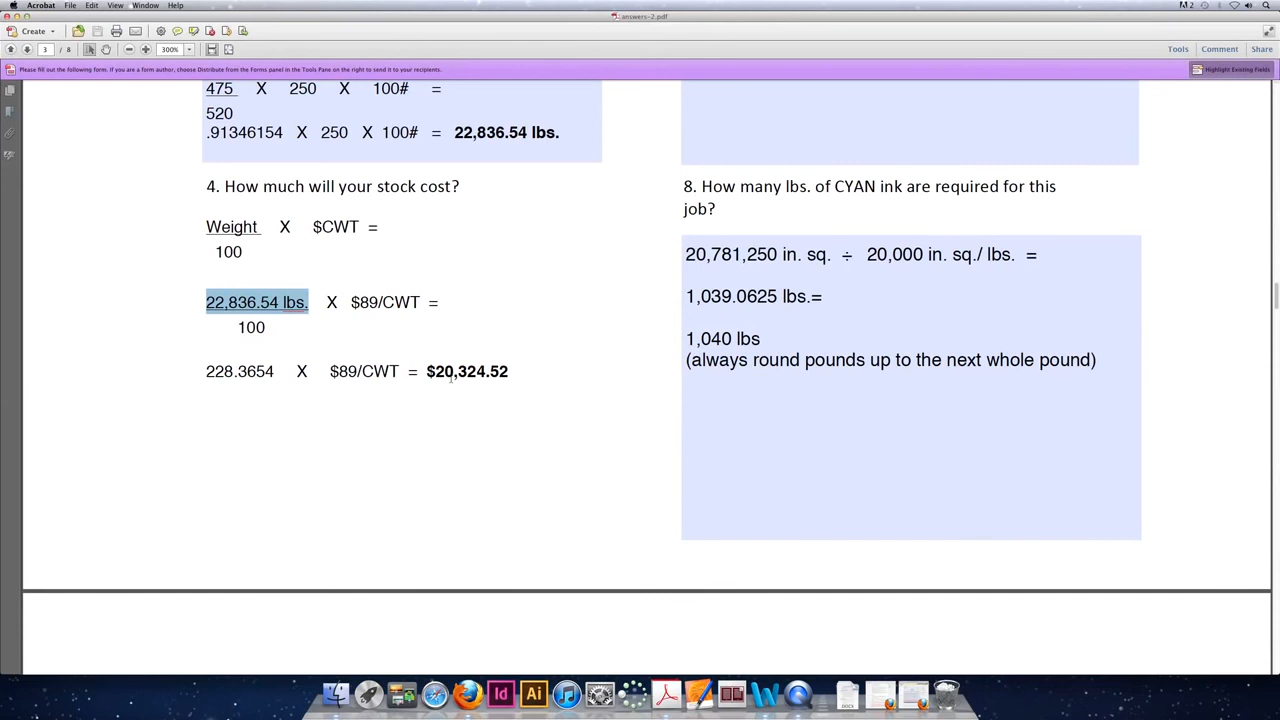 Acrobat File Edit View Window Help
answers-2.pdf
Create
3 / 8 300% Tools Comment Share
Please fill out the following form. If you are a form author, choose Distribute from the Forms panel in the Tools Pane on the right to send it to your recipients. Highlight Existing Fields
475 X 250 X 100# =
520
.91346154 X 250 X 100# = 22,836.54 lbs.
4. How much will your stock cost?
Weight X $CWT =
100
22,836.54 lbs. X $89/CWT =
100
228.3654 X $89/CWT = $20,324.52
8. How many lbs. of CYAN ink are required for this
job?
20,781,250 in. sq. ÷ 20,000 in. sq./ lbs. =
1,039.0625 lbs.=
1,040 lbs
(always round pounds up to the next whole pound)
Id Ai W